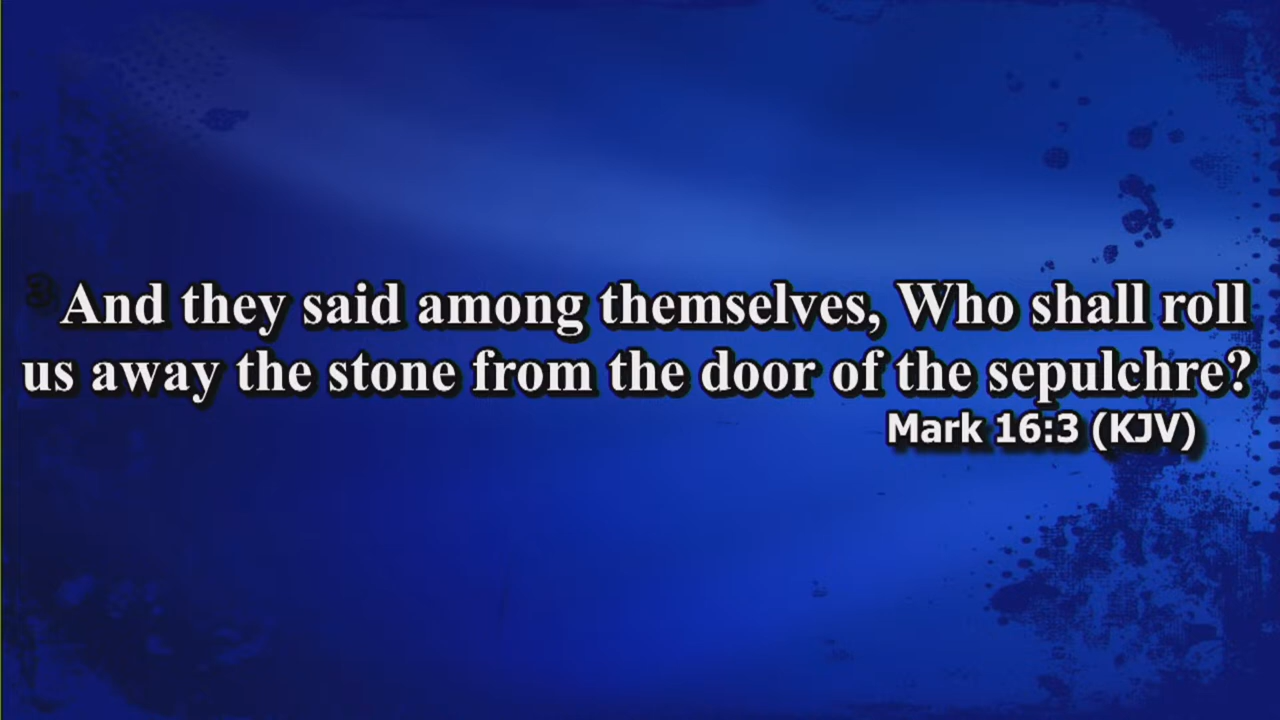 3 And they said among themselves, Who shall roll
us away the stone from the door of the sepulchre?
Mark 16:3 (KJV)